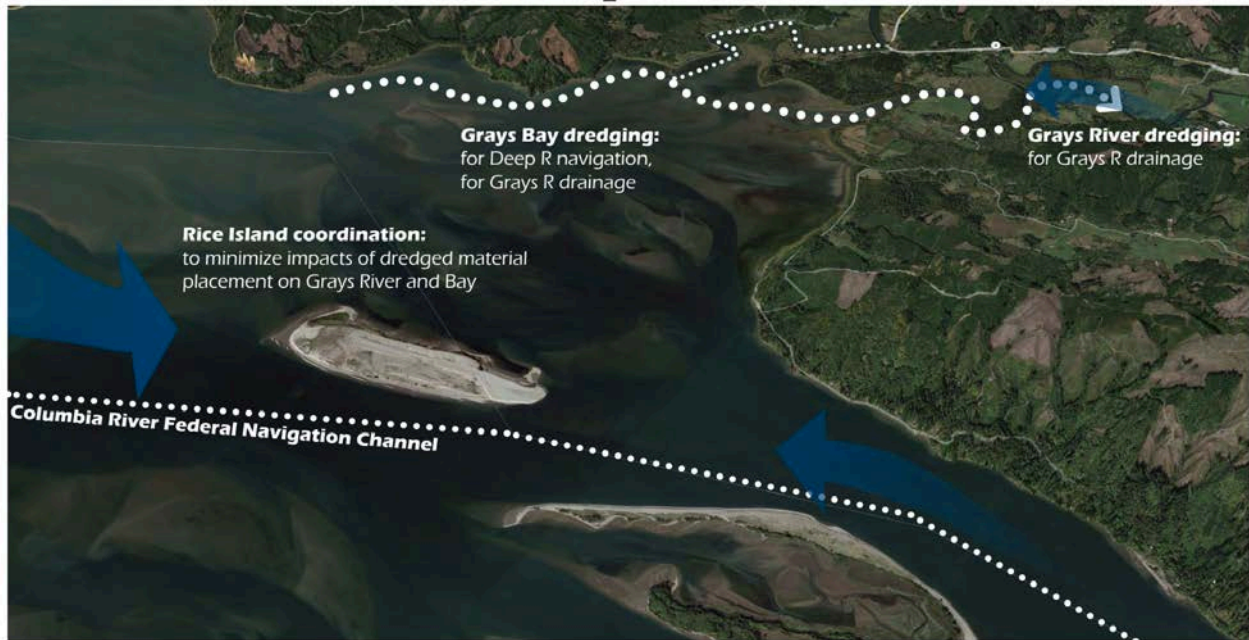 Grays Bay dredging:
for Deep R navigation,
for Grays R drainage
Grays River dredging:
for Grays R drainage
Rice Island coordination:
to minimize impacts of dredged material
placement on Grays River and Bay
Columbia River Federal Navigation Channel